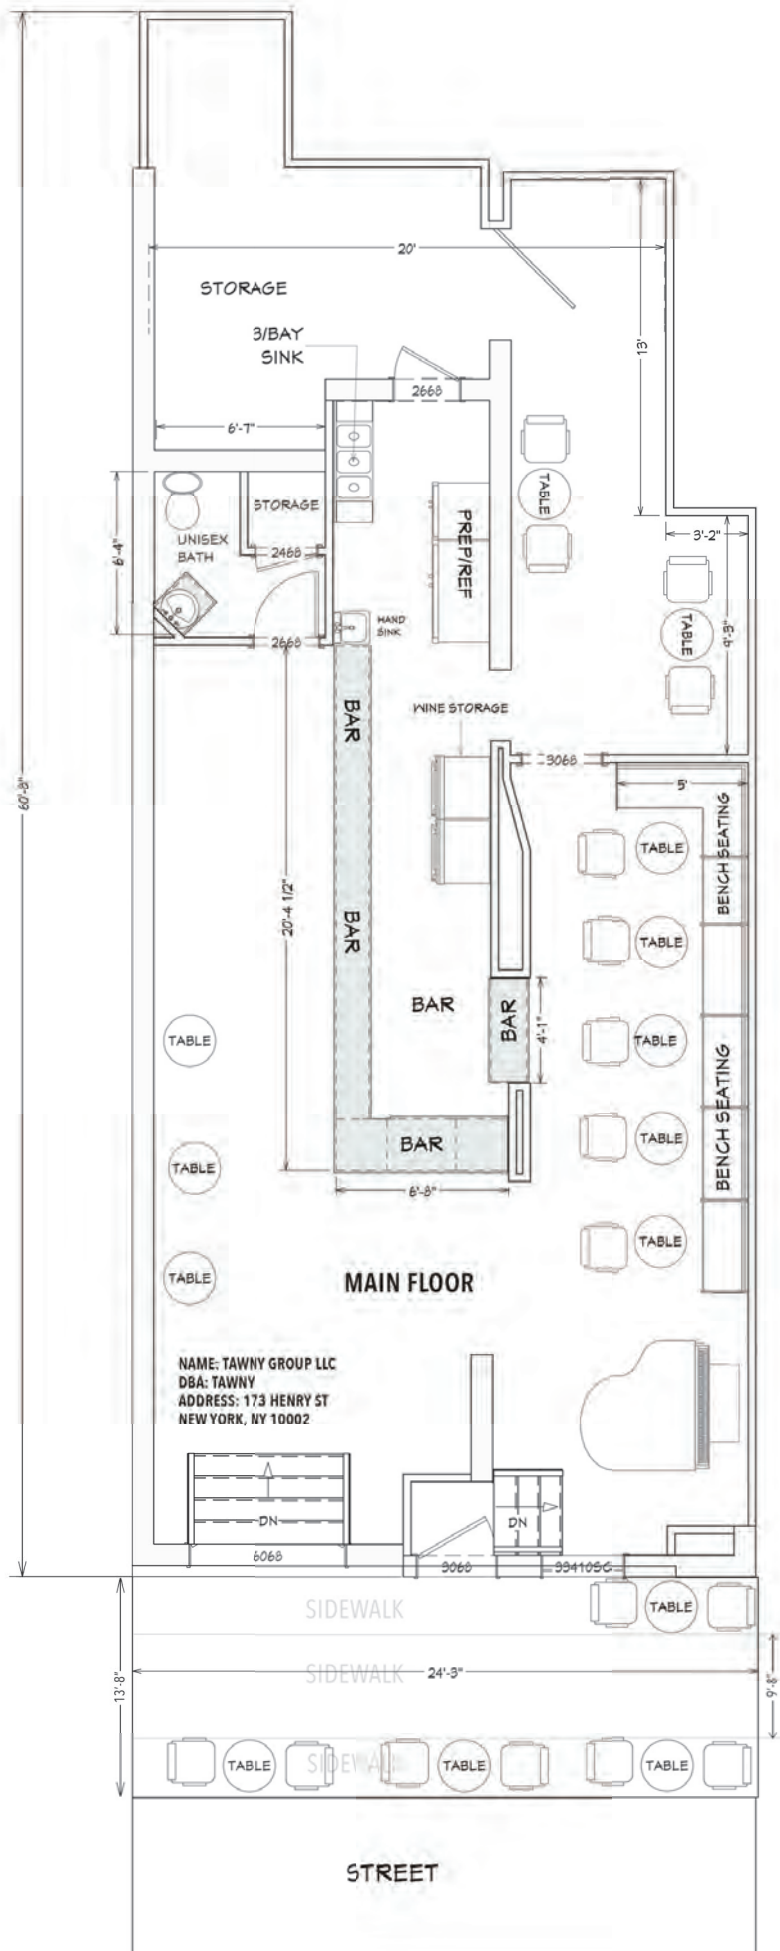 20'
STORAGE
3/BAY
SINK
13'
2668
6'-7"
TABLE
STORAGE
PREP/REF
UNISEX
BATH
2468
6'-4"
3'-2"
HAND
SINK
2668
TABLE
9'-3"
BAR
WINE STORAGE
3068
60'-8"
5'
TABLE
BENCH SEATING
20'-4 1/2"
BAR
TABLE
BAR
BAR
4'-1"
TABLE
TABLE
BENCH SEATING
BAR
TABLE
TABLE
6'-8"
TABLE
TABLE
MAIN FLOOR
NAME: TAWNY GROUP LLC
DBA: TAWNY
ADDRESS: 173 HENRY ST
NEW YORK, NY 10002
DN
DN
6068
3068
99410SG
SIDEWALK
TABLE
SIDEWALK
24'-3"
13'-8"
9'-8"
TABLE
SIDEWALK
TABLE
TABLE
STREET